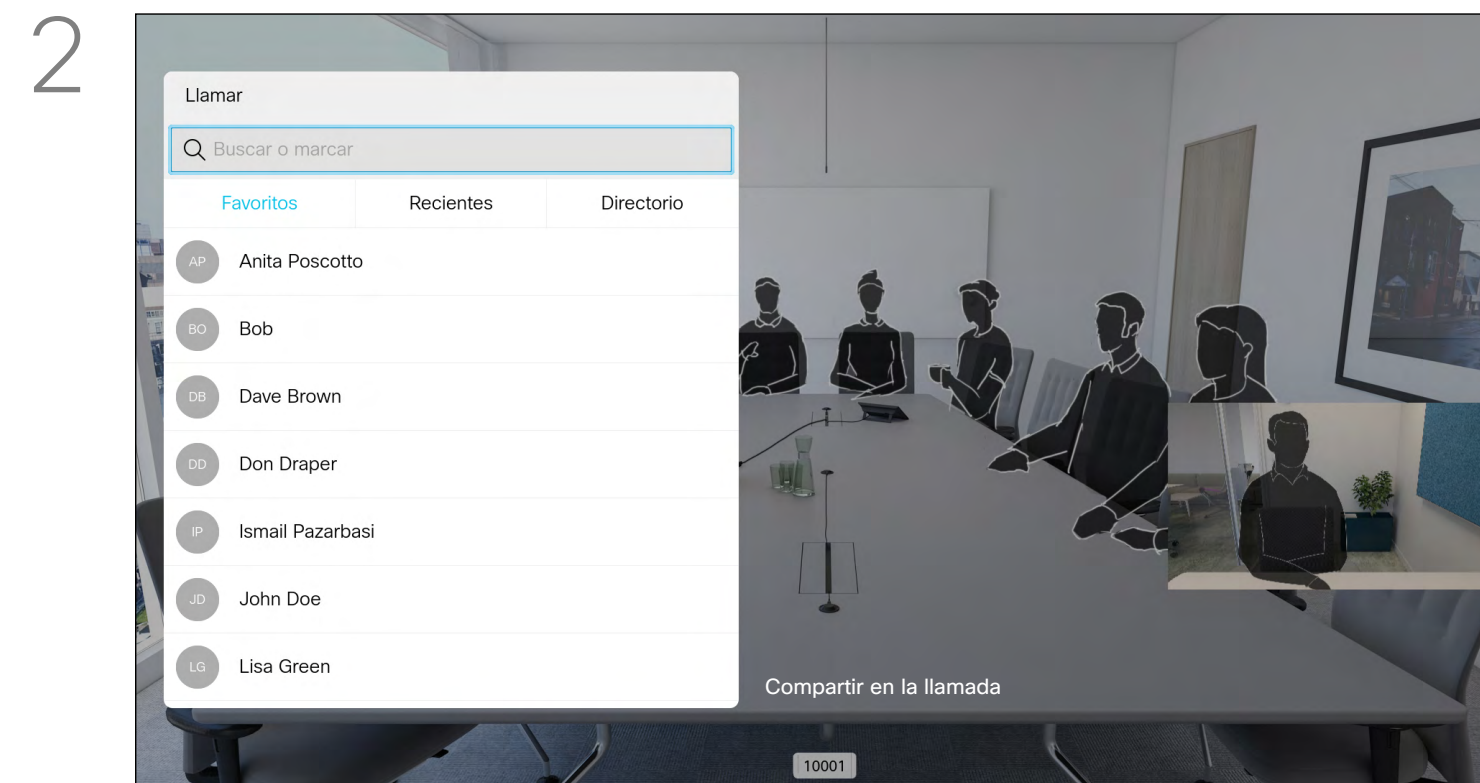 2
Llamar
Buscar o marcar
Favoritos Recientes Directorio
AP Anita Poscotto
BO Bob
DB Dave Brown
DD Don Draper
IP Ismail Pazarbasi
JD John Doe
LG Lisa Green
Compartir en la llamada
10001